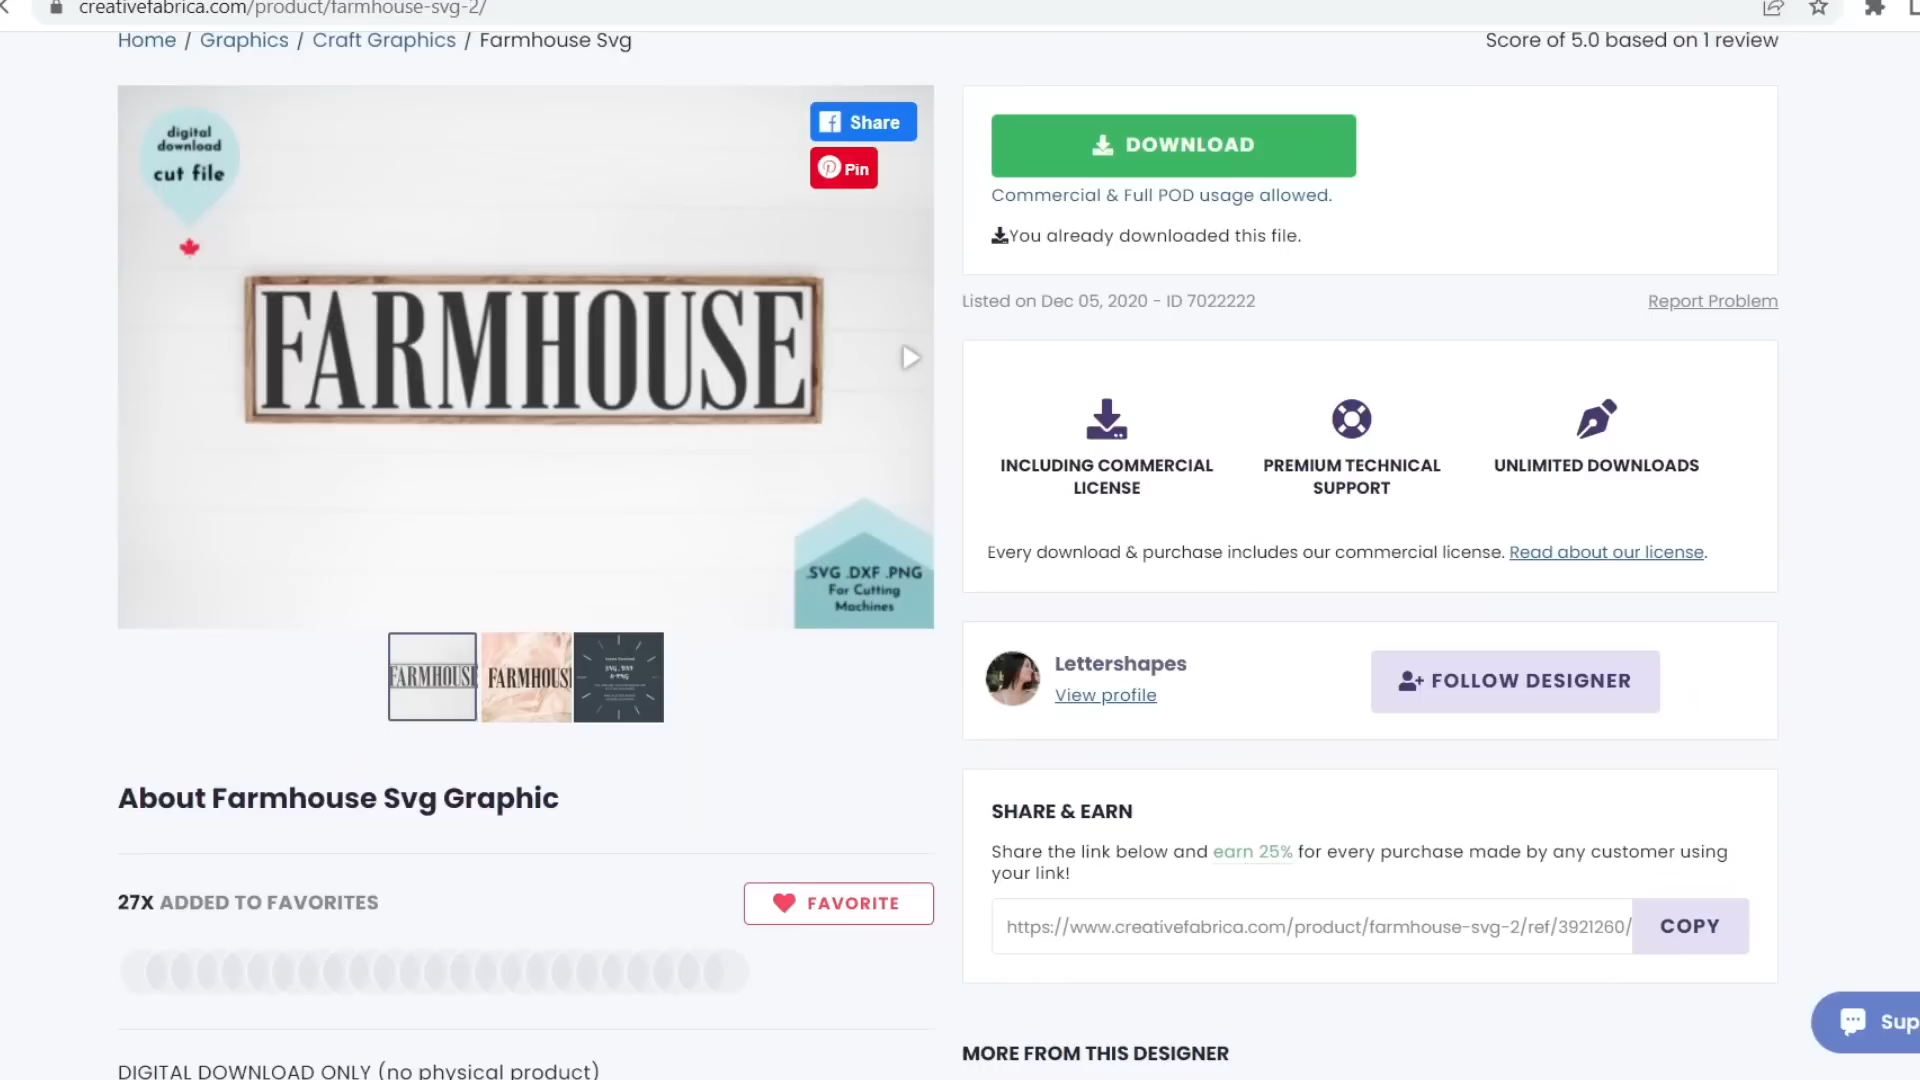 creativefabrica.com/product/farmhouse-svg-2/
Home / Graphics / Craft Graphics / Farmhouse Svg
Score of 5.0 based on 1 review
digital
download
cut file
Share
Pin
FARMHOUSE
.SVG .DXF .PNG
For Cutting
Machines
FARMHOUSE
FARMHOUS
DOWNLOAD
Commercial & Full POD usage allowed.
You already downloaded this file.
Listed on Dec 05, 2020 - ID 7022222
Report Problem
INCLUDING COMMERCIAL
LICENSE
PREMIUM TECHNICAL
SUPPORT
UNLIMITED DOWNLOADS
Every download & purchase includes our commercial license. Read about our license.
Lettershapes
View profile
FOLLOW DESIGNER
About Farmhouse Svg Graphic
27X ADDED TO FAVORITES
FAVORITE
DIGITAL DOWNLOAD ONLY (no physical product)
SHARE & EARN
Share the link below and earn 25% for every purchase made by any customer using
your link!
https://www.creativefabrica.com/product/farmhouse-svg-2/ref/3921260/
COPY
MORE FROM THIS DESIGNER
Sup